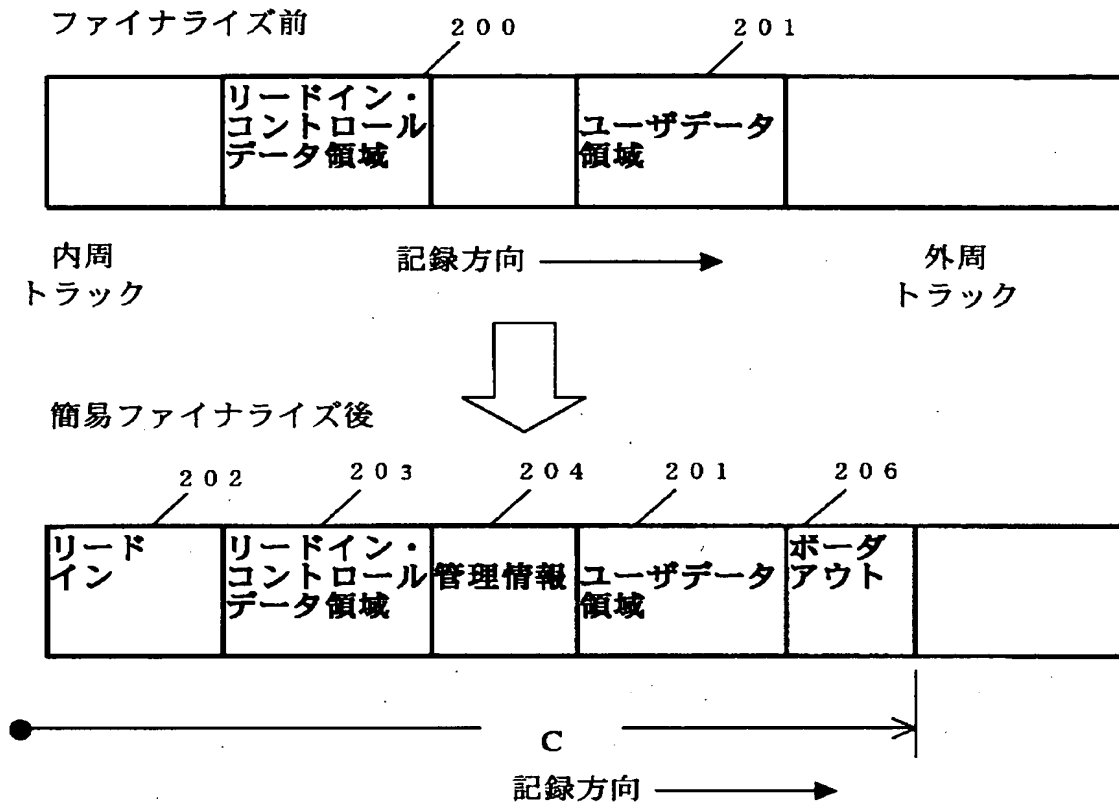 ファイナライズ前
200
201
リードイン・
コントロール
データ領域
ユーザデータ
領域
内周
トラック
記録方向
外周
トラック
簡易ファイナライズ後
202
203
204
201
206
リード
イン
リードイン・
コントロール
データ領域
管理情報
ユーザデータ
領域
ボーダ
アウト
C
記録方向